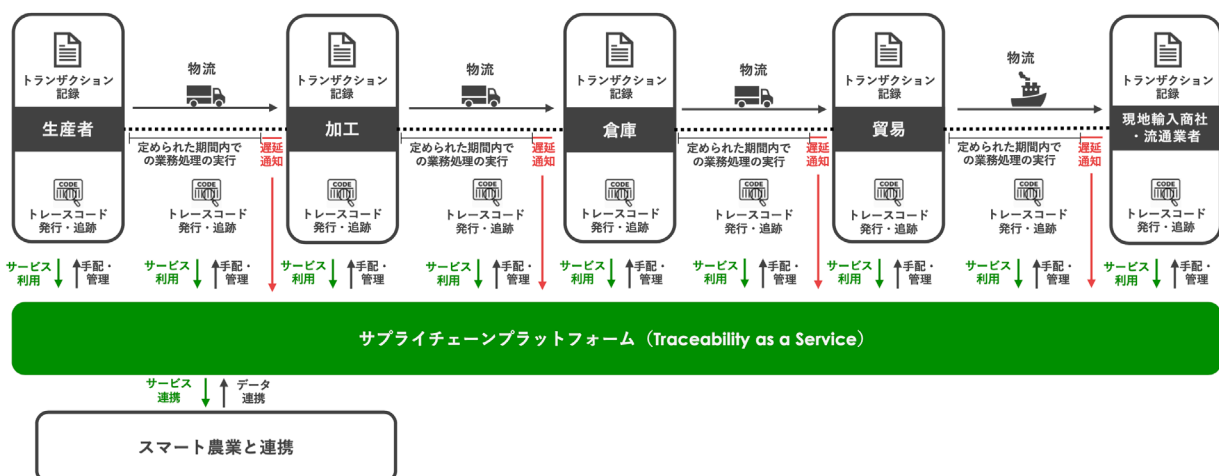 トランザクション
記録
生産者
CODE
トレースコード
発行・追跡
物流
定められた期間内で
の業務処理の実行
遅延
通知
CODE
トレースコード
発行・追跡
トランザクション
記録
加工
CODE
トレースコード
発行・追跡
物流
定められた期間内で
の業務処理の実行
遅延
通知
CODE
トレースコード
発行・追跡
トランザクション
記録
倉庫
CODE
トレースコード
発行・追跡
物流
定められた期間内で
の業務処理の実行
遅延
通知
CODE
トレースコード
発行・追跡
トランザクション
記録
貿易
CODE
トレースコード
発行・追跡
物流
定められた期間内で
の業務処理の実行
遅延
通知
CODE
トレースコード
発行・追跡
トランザクション
記録
現地輸入商社
・流通業者
CODE
トレースコード
発行・追跡
サービス
利用
手配・
管理
サービス
利用
手配・
管理
サービス
利用
手配・
管理
サービス
利用
手配・
管理
サービス
利用
手配・
管理
サービス
利用
手配・
管理
サービス
利用
手配・
管理
サービス
利用
手配・
管理
サービス
利用
手配・
管理
サプライチェーンプラットフォーム（Traceability as a Service）
サービス
連携
データ
連携
スマート農業と連携